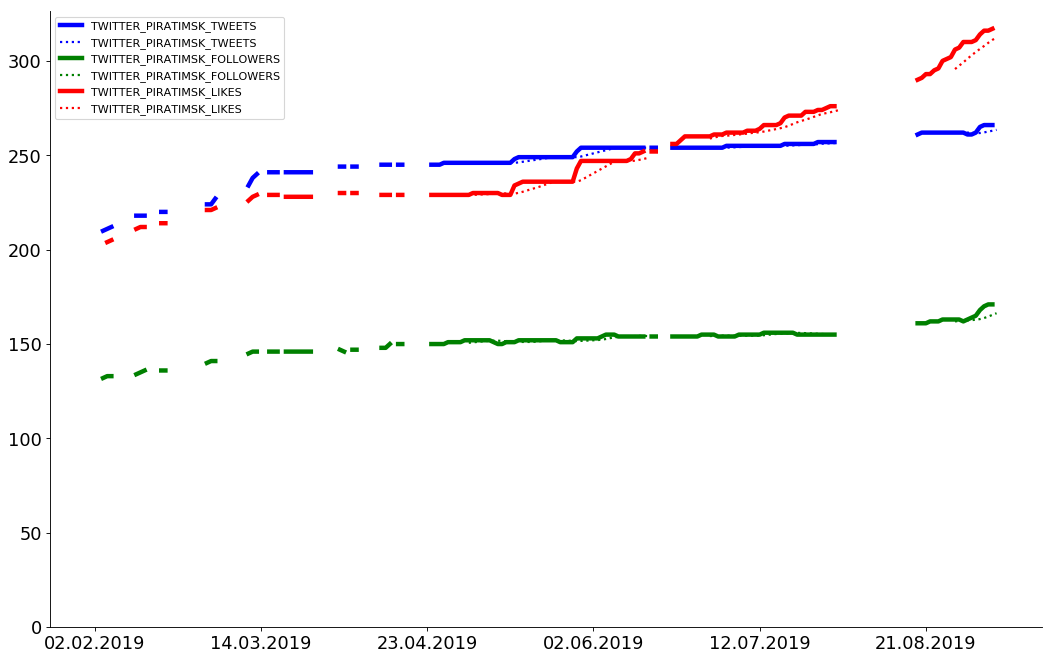 TWITTER_PIRATIMSK_TWEETS
TWITTER_PIRATIMSK_TWEETS
TWITTER_PIRATIMSK_FOLLOWERS
TWITTER_PIRATIMSK_FOLLOWERS
TWITTER_PIRATIMSK_LIKES
TWITTER_PIRATIMSK_LIKES
300
250
200
150
100
50
0
02.02.2019 14.03.2019 23.04.2019 02.06.2019 12.07.2019 21.08.2019